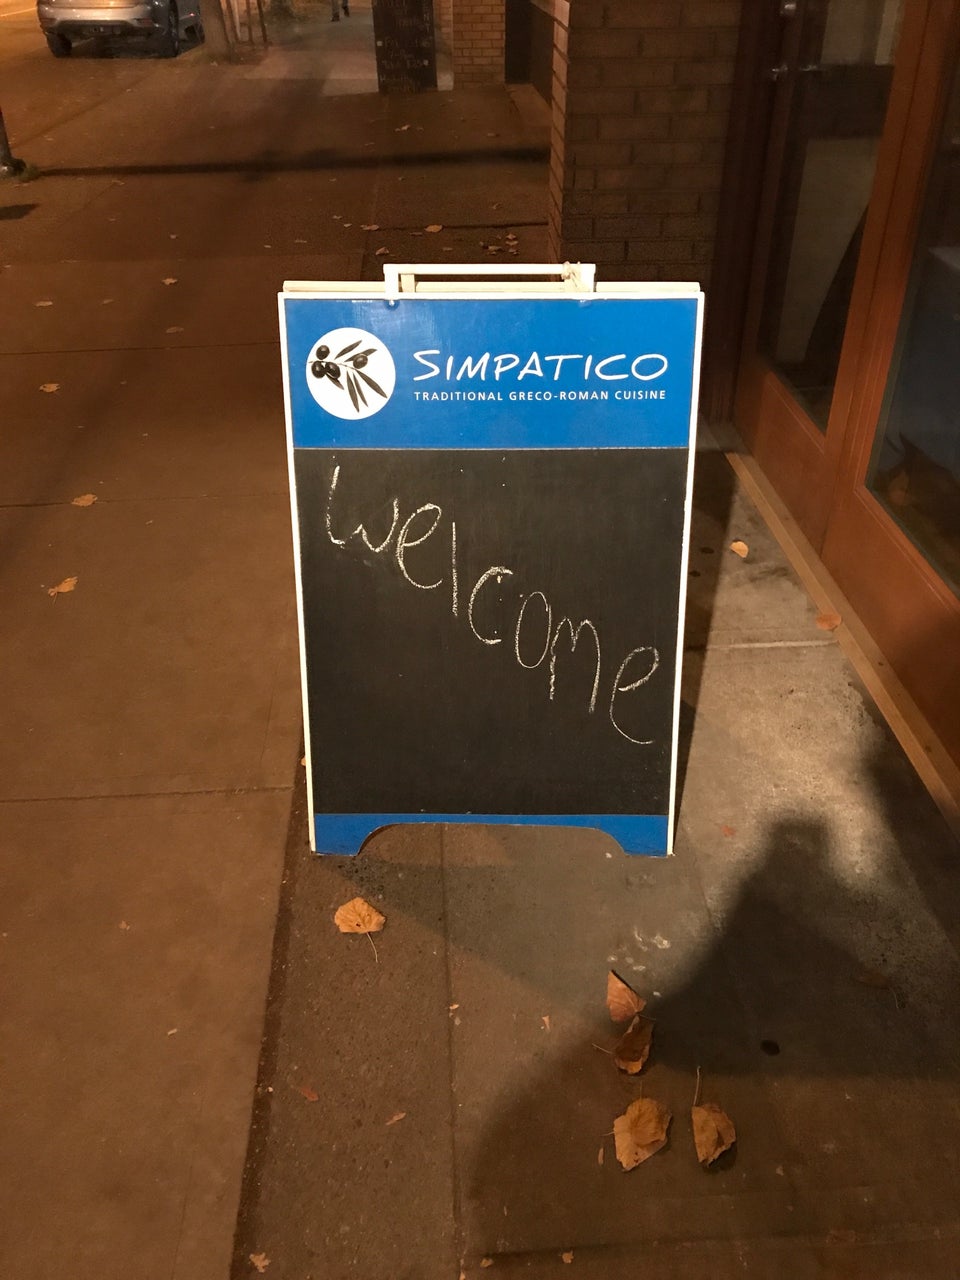 SIMPATICO
TRADITIONAL GRECO-ROMAN CUISINE
Welcome